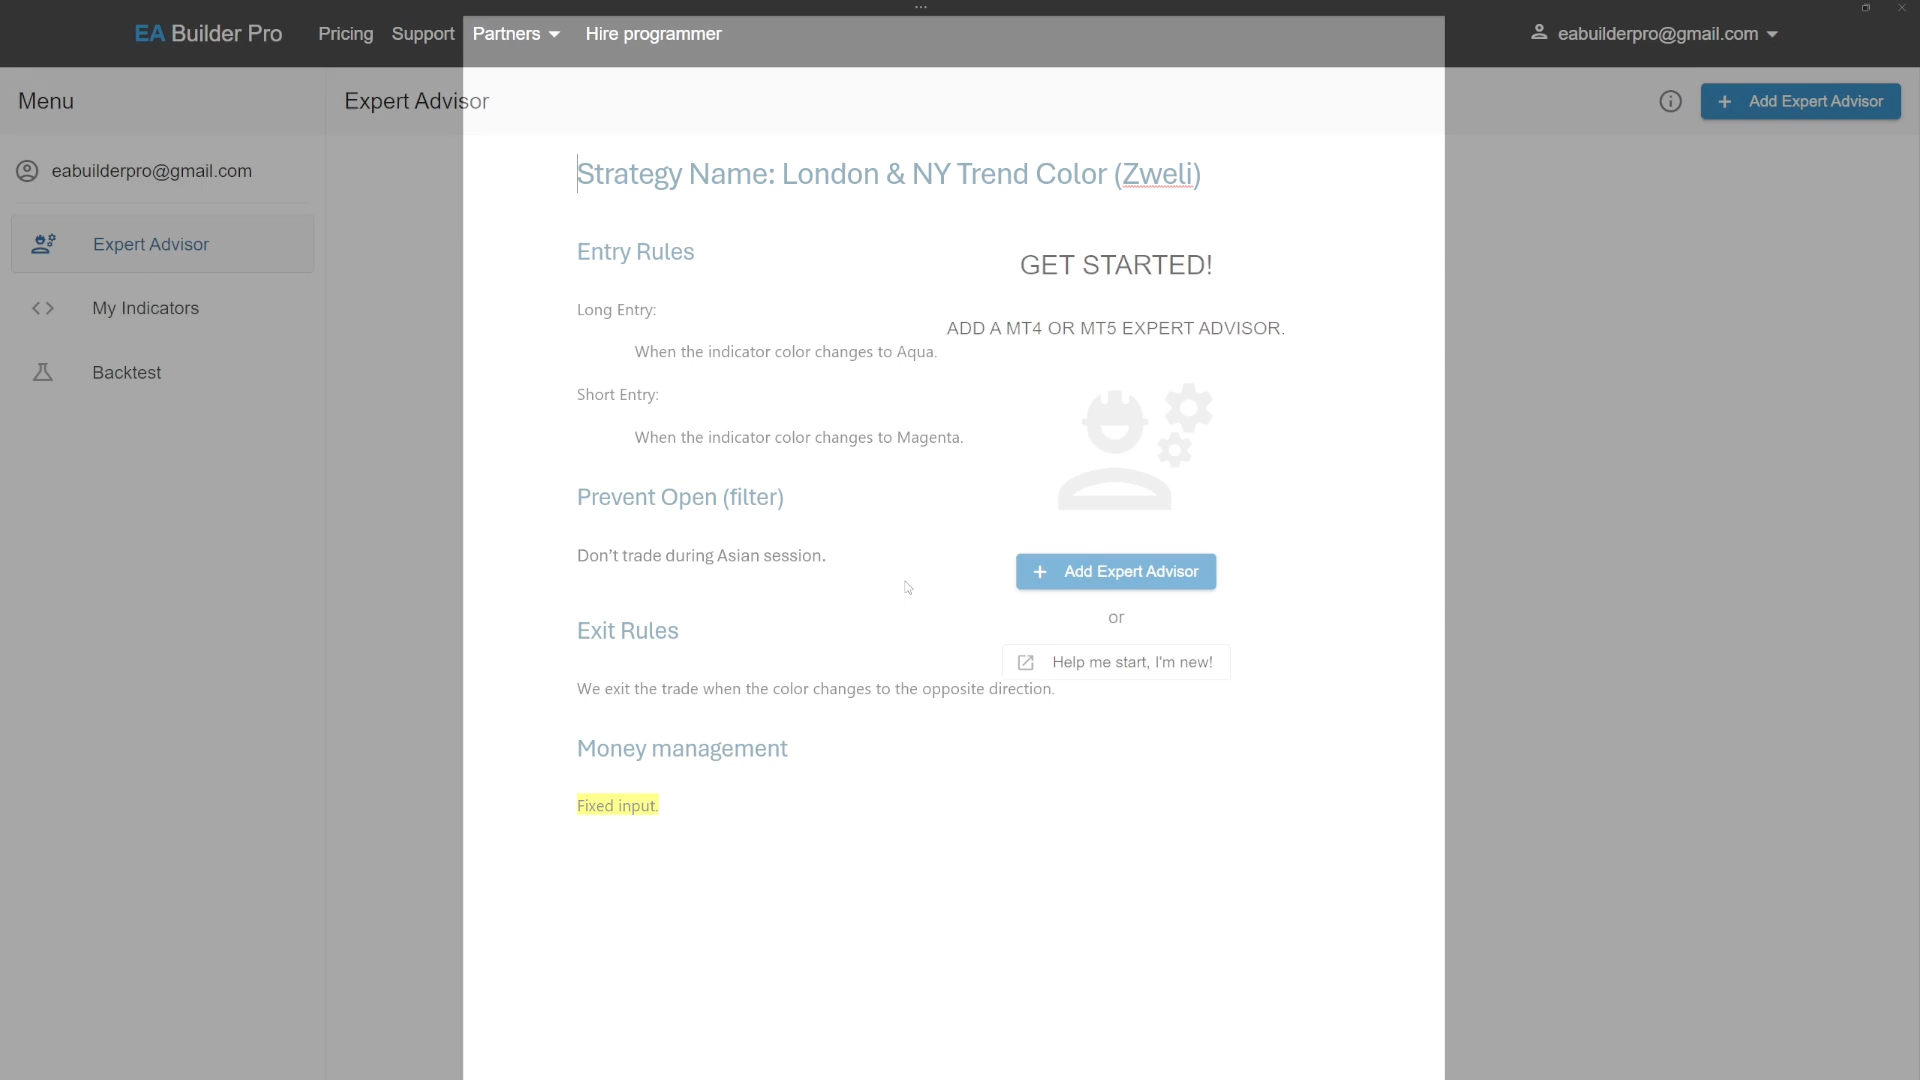 EA Builder Pro
Pricing
Support
Partners
Hire programmer
eabuilderpro@gmail.com
Menu
Expert Advisor
Add Expert Advisor
eabuilderpro@gmail.com
Expert Advisor
My Indicators
Backtest
Strategy Name: London & NY Trend Color (Zweli)
Entry Rules
Long Entry:
When the indicator color changes to Aqua.
Short Entry:
When the indicator color changes to Magenta.
Prevent Open (filter)
Don't trade during Asian session.
Exit Rules
We exit the trade when the color changes to the opposite direction.
Money management
Fixed input.
GET STARTED!
ADD A MT4 OR MT5 EXPERT ADVISOR.
Add Expert Advisor
or
Help me start, I'm new!